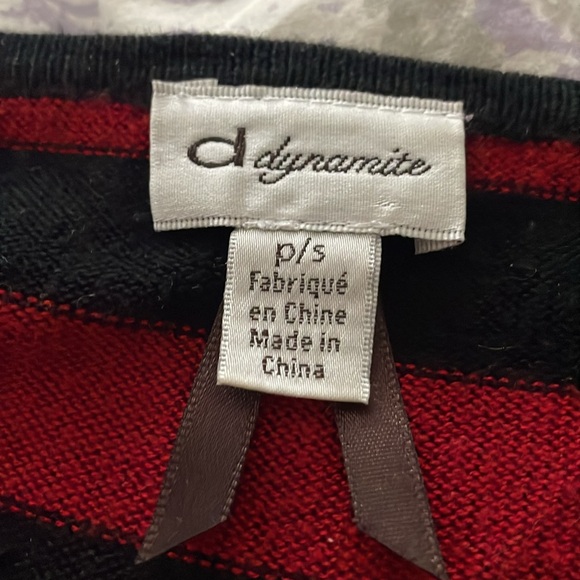 d dynamite
p/s
Fabriqué
en Chine
Made in
China